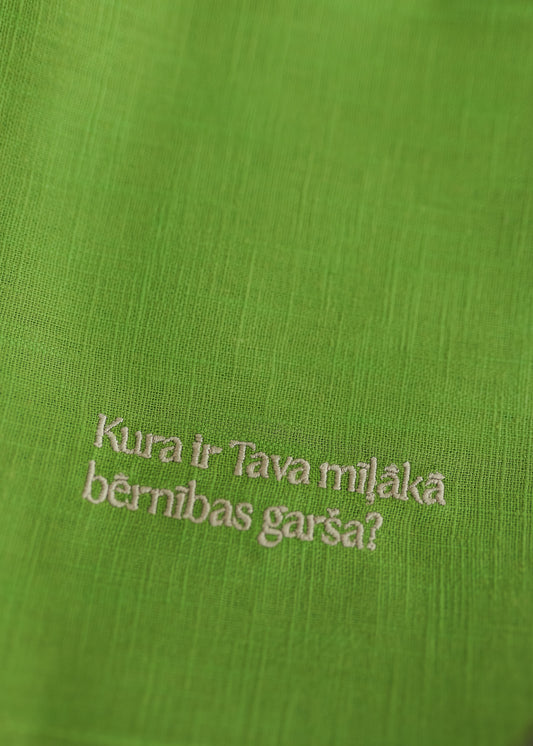 Kura ir Tava mīļākā
bērnības garša?